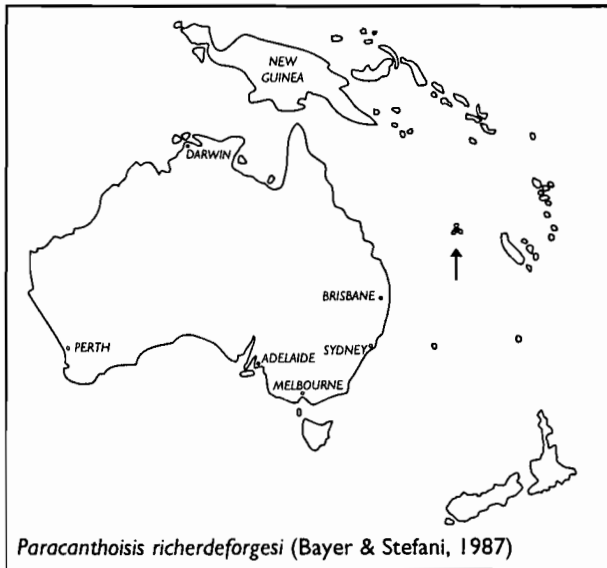 NEW
GUINEA
DARWIN
BRISBANE
PERTH
SYDNEY
ADELAIDE
MELBOURNE
Paracanthoisis richerdeforgesi (Bayer & Stefani, 1987)